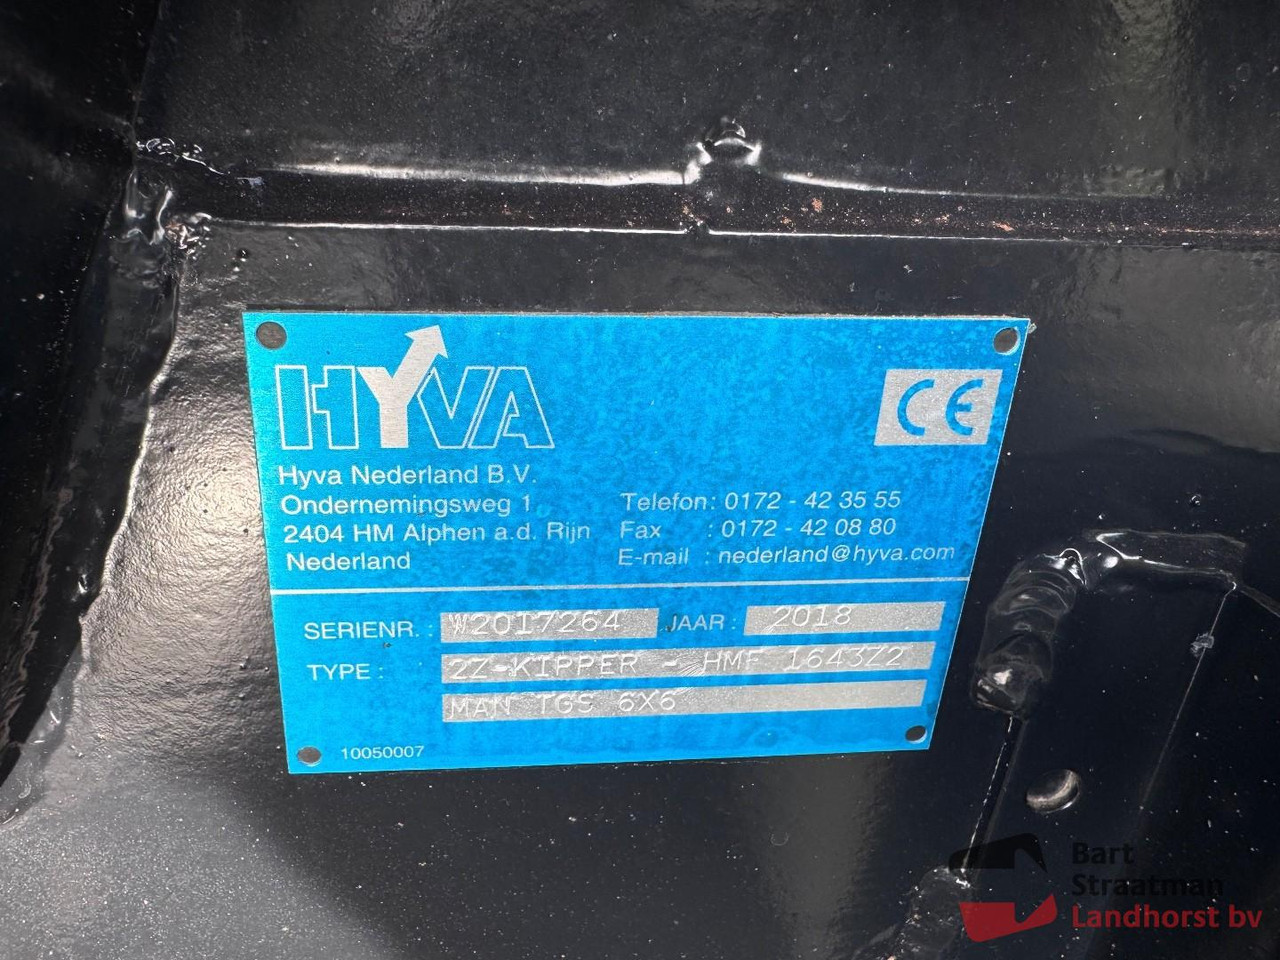 HYVA
CE
Hyva Nederland B.V.
Ondernemingsweg 1
2404 HM Alphen a.d. Rijn
Nederland
Telefon: 0172 - 42 35 55
Fax : 0172 - 42 08 80
E-mail : nederland@hyva.com
SERIENR. : W2017264 JAAR : 2018
TYPE : 2Z-KIPPER - HMF 1643Z2
MAN TGS 6X6
10050007
Bart
Straatman
Landhorst bv